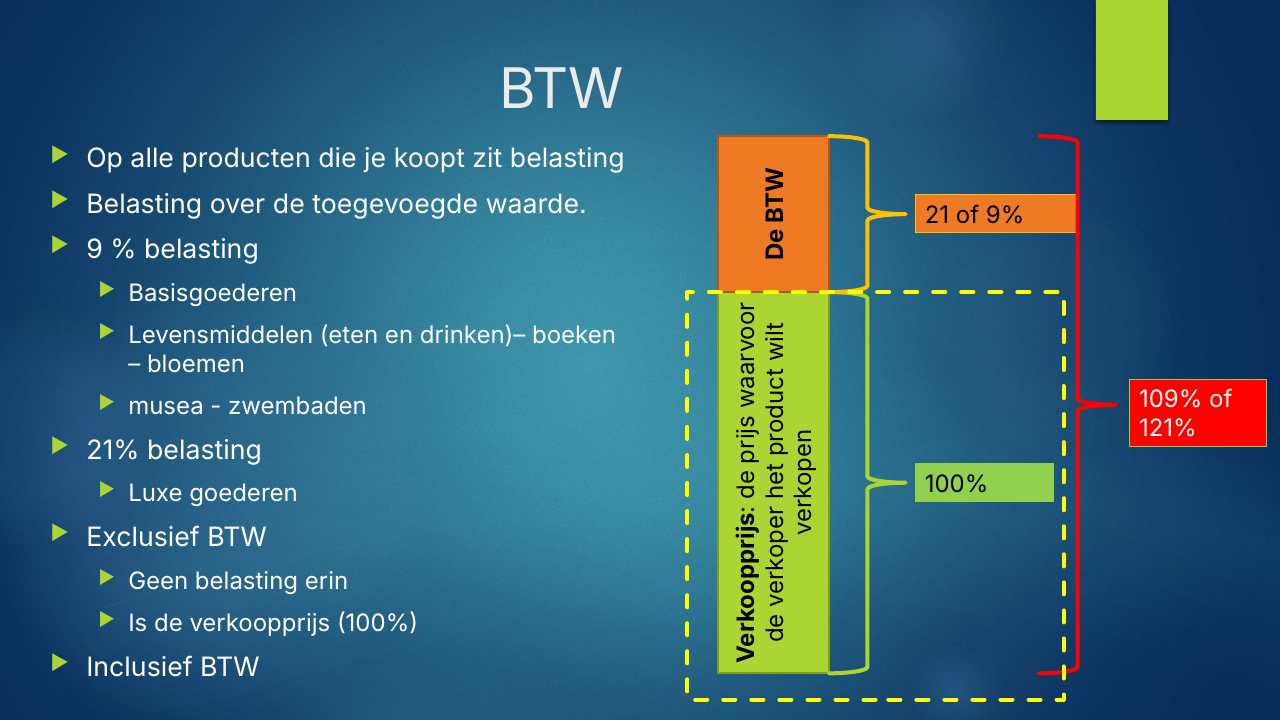 BTW
Op alle producten die je koopt zit belasting
Belasting over de toegevoegde waarde.
9 % belasting
Basisgoederen
Levensmiddelen (eten en drinken)– boeken
– bloemen
musea - zwembaden
21% belasting
Luxe goederen
Exclusief BTW
Geen belasting erin
Is de verkoopprijs (100%)
Inclusief BTW
De BTW
Verkoopprijs: de prijs waarvoor
de verkoper het product wilt
verkopen
21 of 9%
100%
109% of
121%